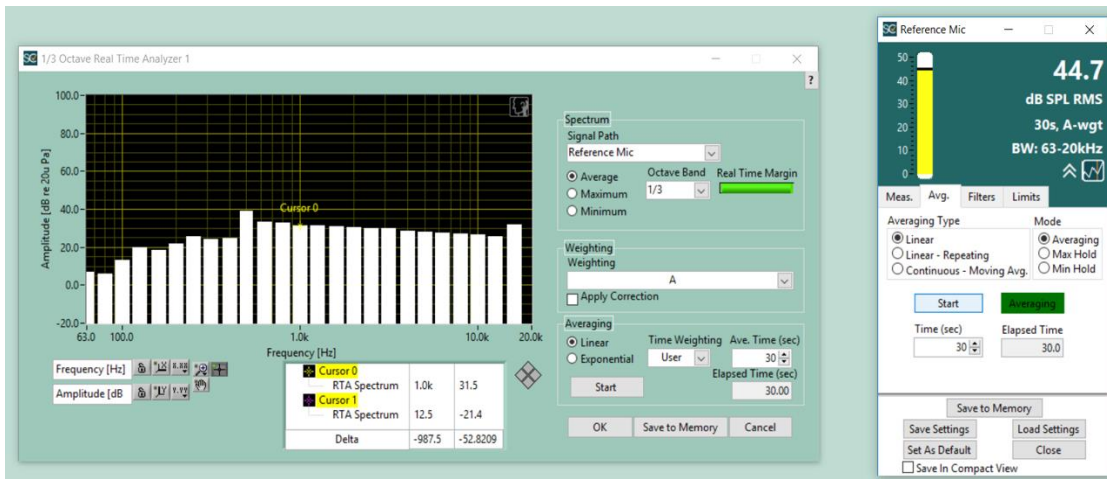 SC 1/3 Octave Real Time Analyzer 1
?
100.0
80.0
60.0
40.0
20.0
0.0
-20.0
Amplitude [dB re 20u Pa]
Cursor 0
63.0 100.0 1.0k 10.0k 20.0k
Frequency [Hz]
Frequency [Hz]
Amplitude [dB
Cursor 0
RTA Spectrum 1.0k 31.5
Cursor 1
RTA Spectrum 12.5 -21.4
Delta -987.5 -52.8209
Spectrum
Signal Path
Reference Mic
Average
Maximum
Minimum
Octave Band
1/3
Real Time Margin
Weighting
Weighting
A
Apply Correction
Averaging
Linear
Exponential
Time Weighting
User
Ave. Time (sec)
30
Elapsed Time (sec)
30.00
Start
OK Save to Memory Cancel
SC Reference Mic
50
40
30
20
10
0
44.7
dB SPL RMS
30s, A-wgt
BW: 63-20kHz
Meas. Avg. Filters Limits
Averaging Type
Linear
Linear - Repeating
Continuous - Moving Avg.
Mode
Averaging
Max Hold
Min Hold
Start Averaging
Time (sec) Elapsed Time
30 30.0
Save to Memory
Save Settings Load Settings
Set As Default Close
Save In Compact View